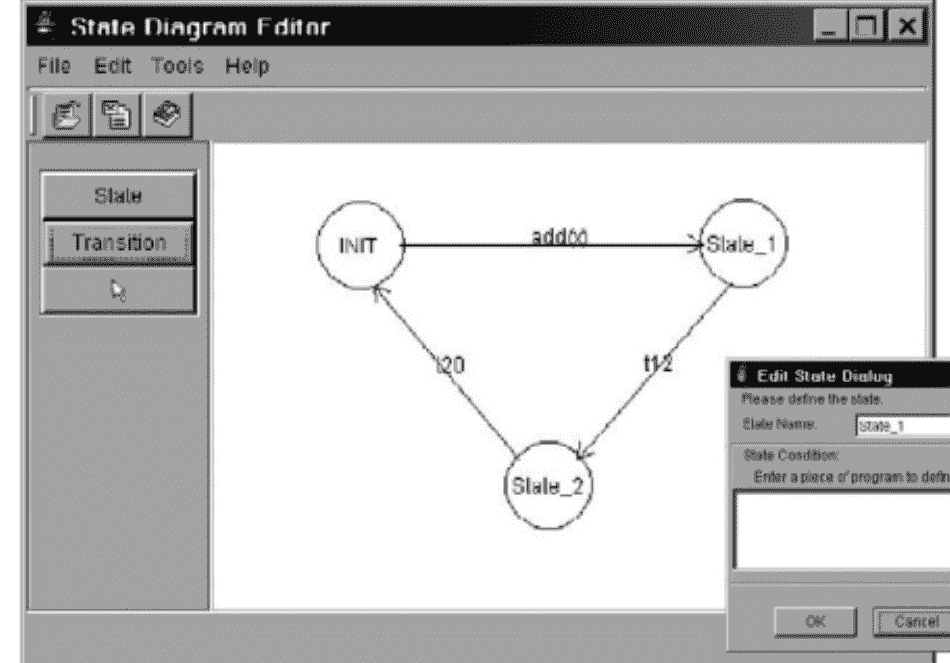 State Diagram Editor
File Edit Tools Help
State
Transition
INIT
State_1
t20
t12
State_2
Edit State Dialog
Please define the state.
State Name: State_1
State Condition:
Enter a piece of program to defin
OK Cancel